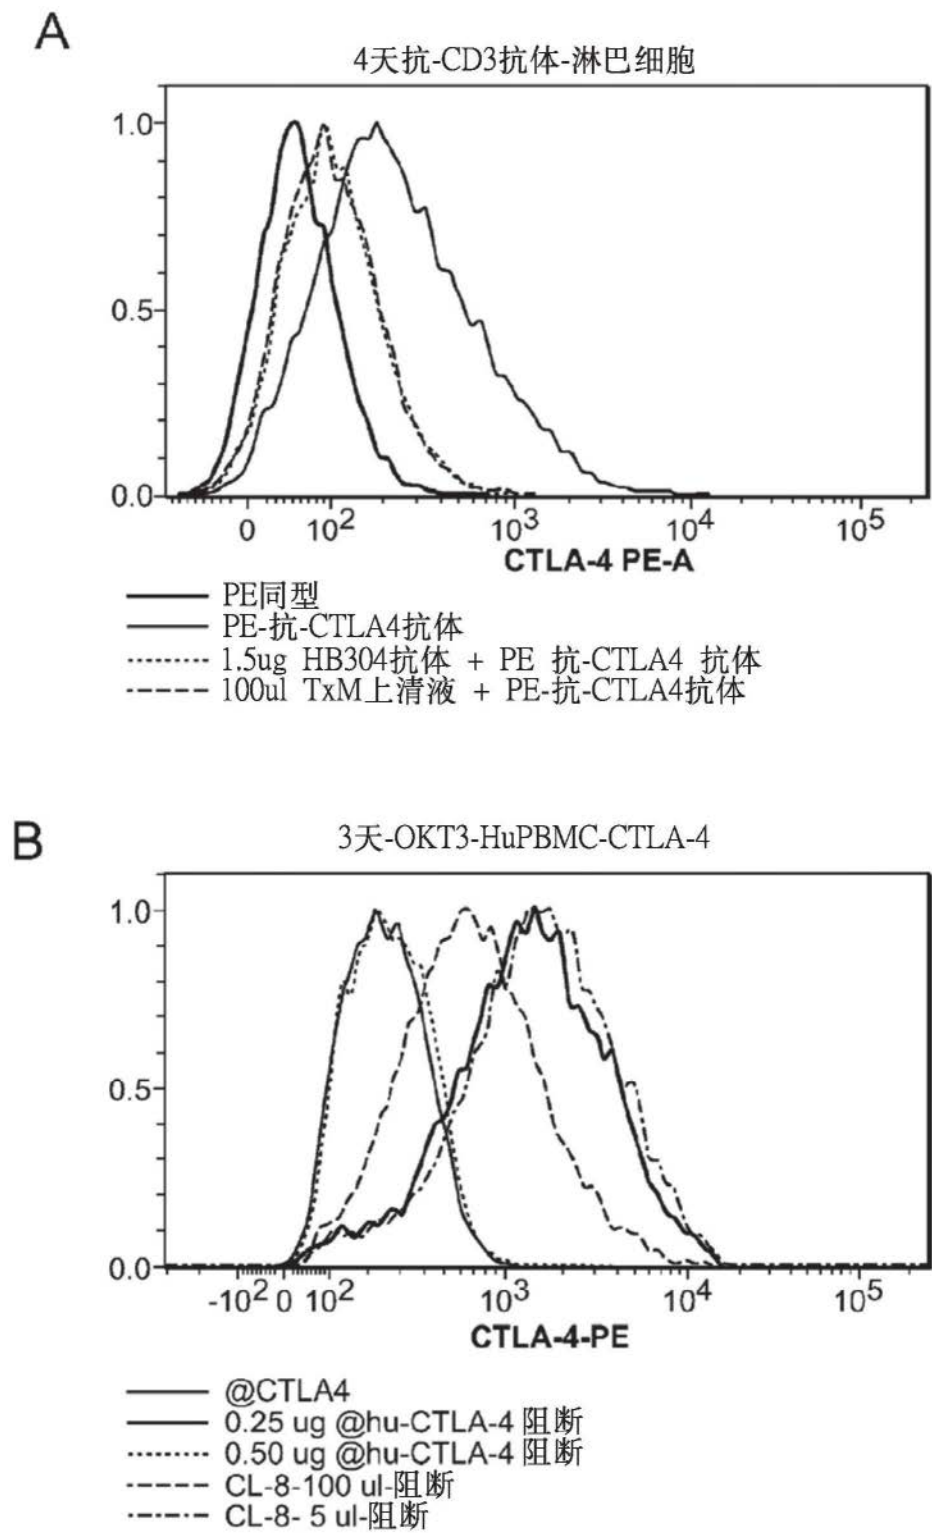 A
4天抗-CD3抗体-淋巴细胞
1.0
0.5
0.0
0 10² 10³ 10⁴ 10⁵
CTLA-4 PE-A
PE同型
PE-抗-CTLA4抗体
1.5ug HB304抗体 + PE 抗-CTLA4 抗体
100ul TxM上清液 + PE-抗-CTLA4抗体
B
3天-OKT3-HuPBMC-CTLA-4
1.0
0.5
0.0
-10² 0 10² 10³ 10⁴ 10⁵
CTLA-4-PE
@CTLA4
0.25 ug @hu-CTLA-4 阻断
0.50 ug @hu-CTLA-4 阻断
CL-8-100 ul-阻断
CL-8- 5 ul-阻断